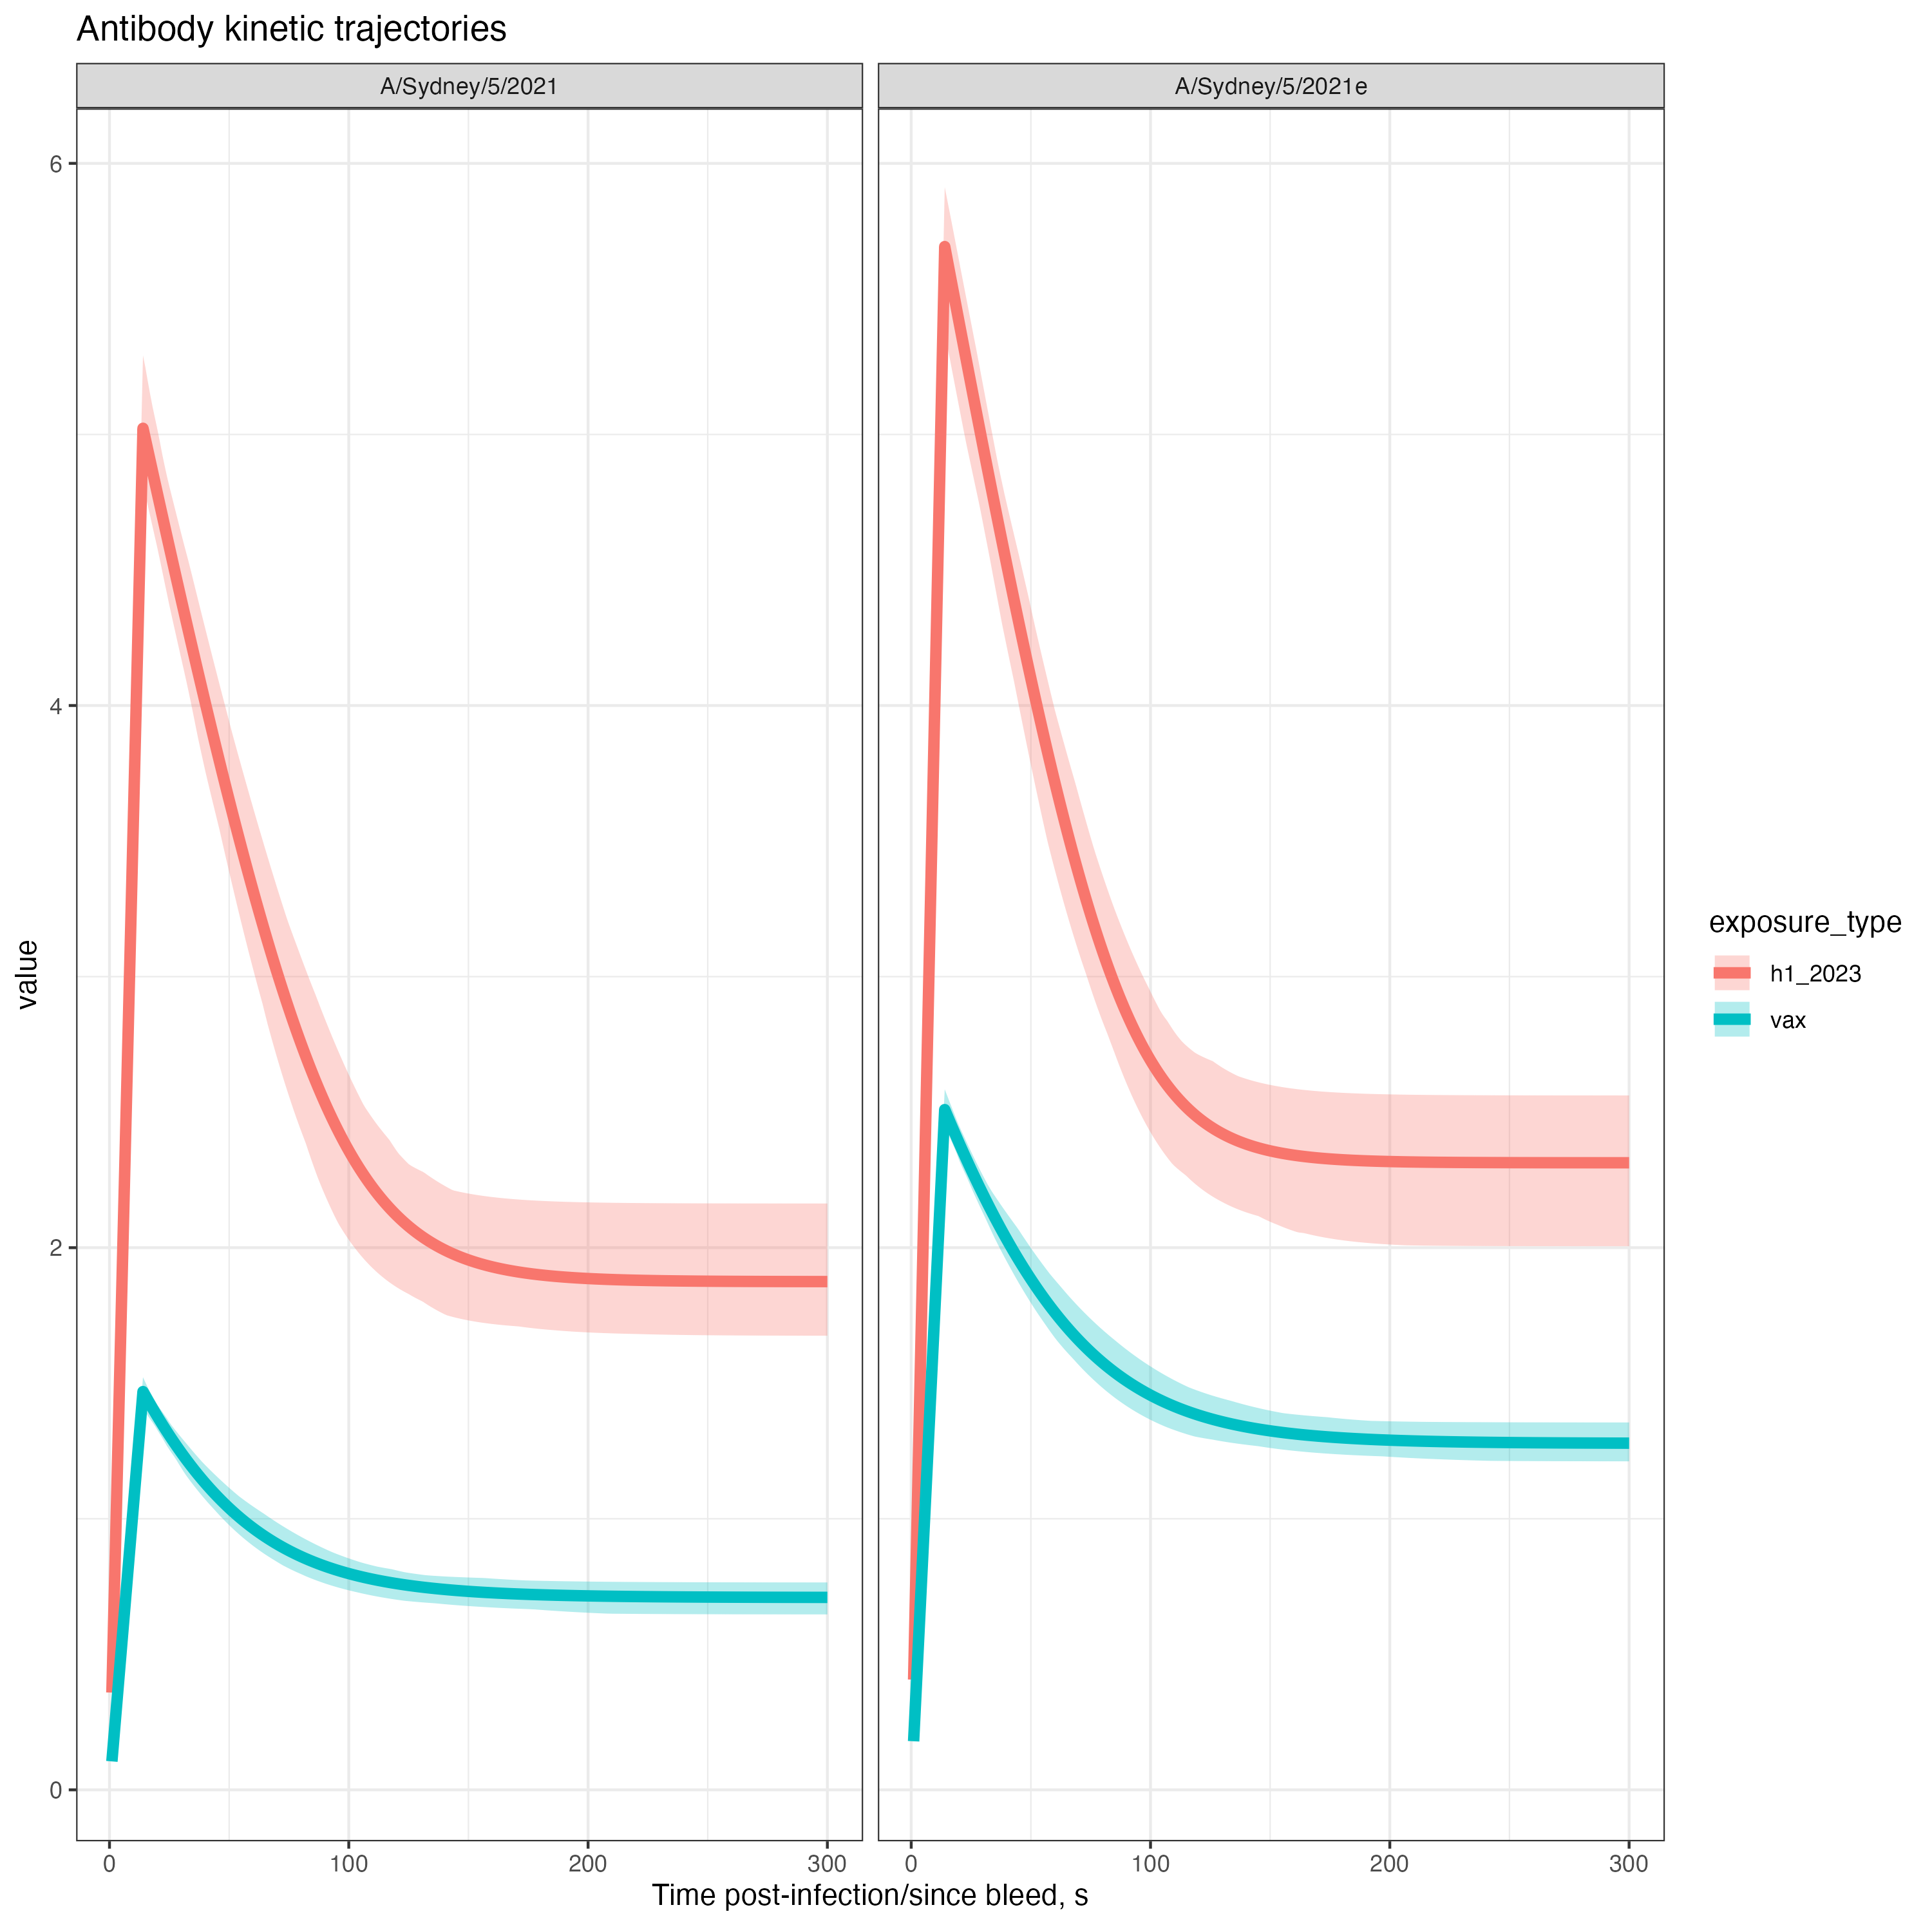 Antibody kinetic trajectories
A/Sydney/5/2021
A/Sydney/5/2021e
6
4
2
0
value
0 100 200 300
0 100 200 300
Time post-infection/since bleed, s
exposure_type
h1_2023
vax